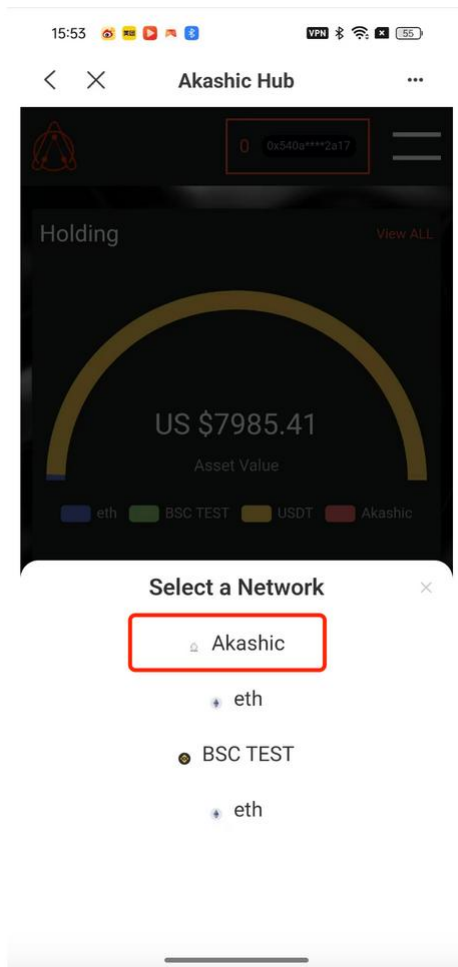 15:53 VPN 55
Akashic Hub
0 0x540a****2a17
Holding View ALL
US $7985.41
Asset Value
eth BSC TEST USDT Akashic
Select a Network
Akashic
eth
BSC TEST
eth